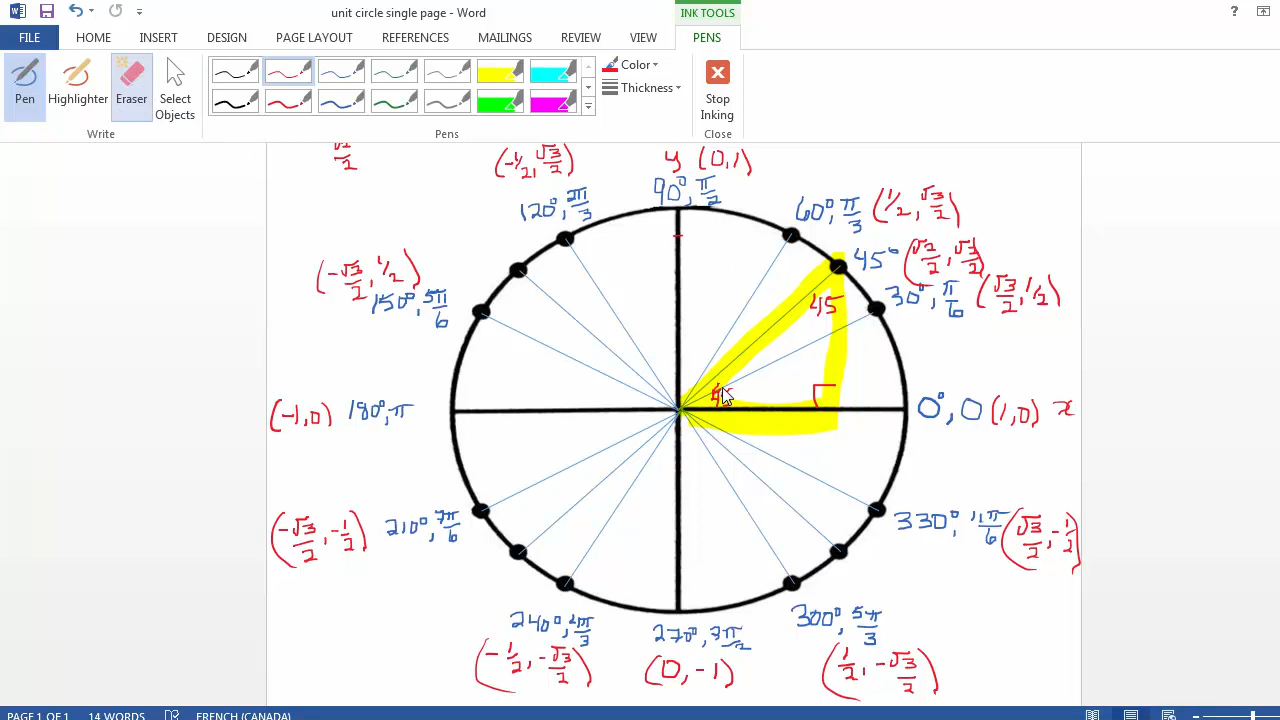 unit circle single page - Word
INK TOOLS
FILE HOME INSERT DESIGN PAGE LAYOUT REFERENCES MAILINGS REVIEW VIEW PENS
Pen Highlighter Eraser Select Objects
Color
Thickness
Stop Inking
Write Pens Close
√2/2
(-1/2, √3/2)
y (0,1)
90°, π/2
120°, 2π/3
60°, π/3 (1/2, √3/2)
45° (√2/2, √3/2)
(-√3/2, 1/2)
150°, 5π/6
45
30°, π/6 (√3/2, 1/2)
45
(-1,0) 180°, π
0°, 0 (1,0) x
(-√3/2, -1/2) 210°, 7π/6
330°, 11π/6 (√3/2, -1/2)
240°, 4π/3
270°, 3π/2
300°, 5π/3
(-1/2, -√3/2)
(0, -1)
(1/2, -√3/2)
PAGE 1 OF 1 14 WORDS FRENCH (CANADA)